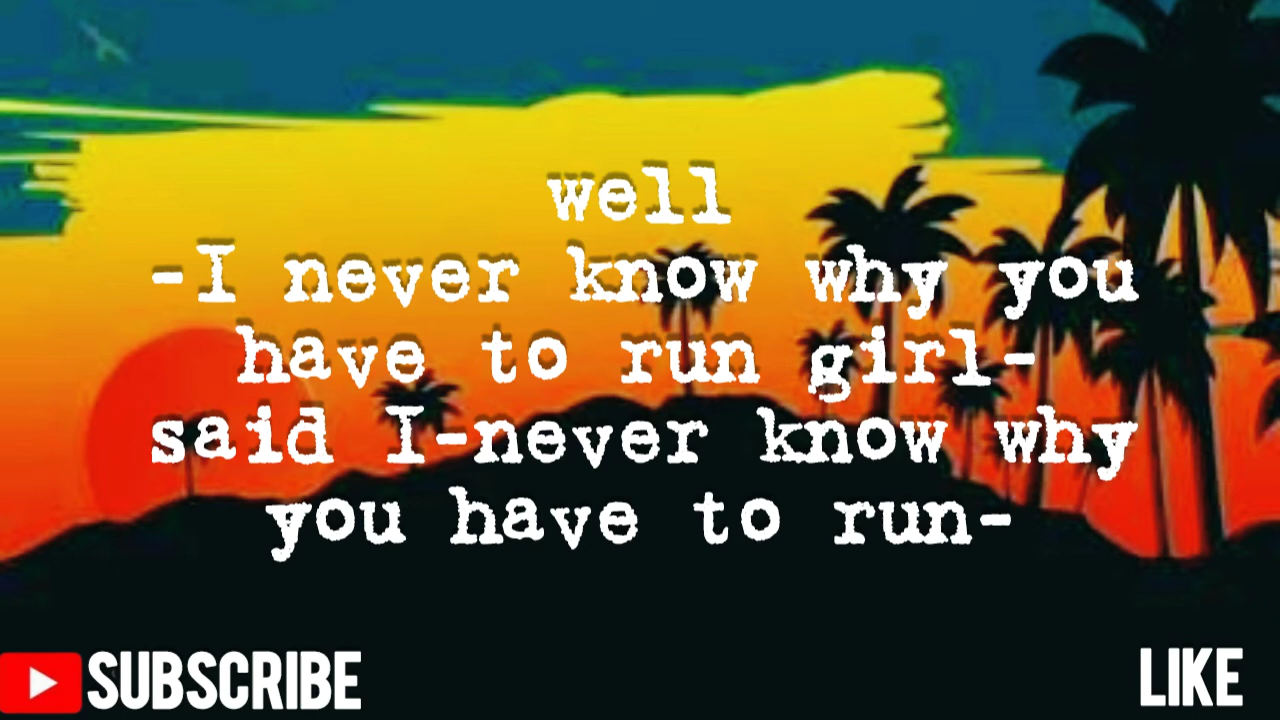 well
-I never know why you
have to run girl-
said I-never know why
you have to run-
SUBSCRIBE
LIKE